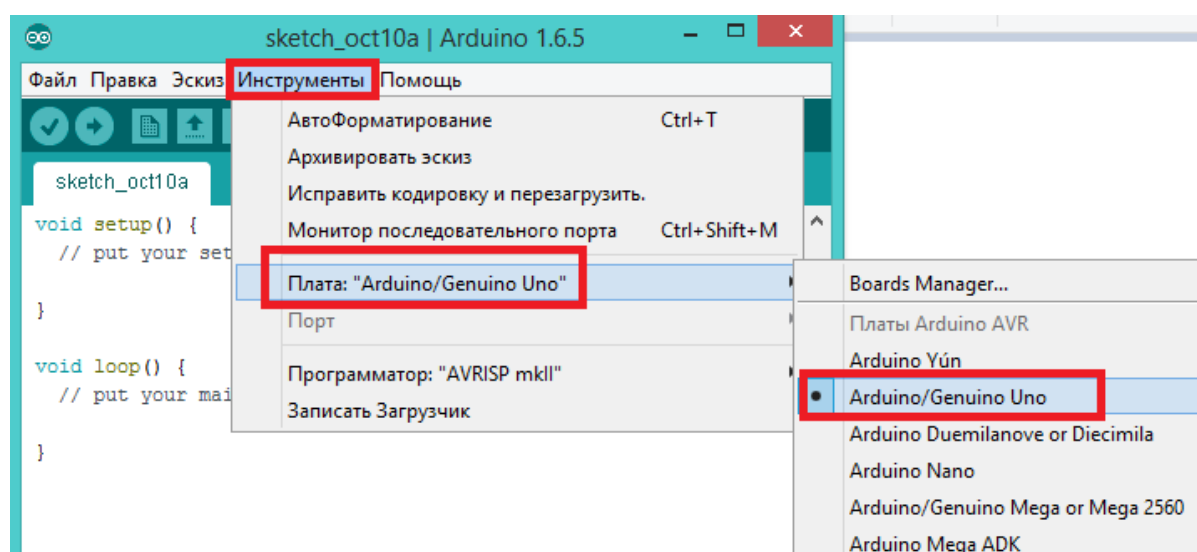 sketch_oct10a | Arduino 1.6.5
Файл Правка Эскиз Инструменты Помощь
АвтоФорматирование Ctrl+T
Архивировать эскиз
Исправить кодировку и перезагрузить.
Монитор последовательного порта Ctrl+Shift+M
Плата: "Arduino/Genuino Uno"
Порт
Программатор: "AVRISP mkII"
Записать Загрузчик
sketch_oct10a
void setup() {
// put your set
}
void loop() {
// put your mai
}
Boards Manager...
Платы Arduino AVR
Arduino Yún
Arduino/Genuino Uno
Arduino Duemilanove or Diecimila
Arduino Nano
Arduino/Genuino Mega or Mega 2560
Arduino Mega ADK